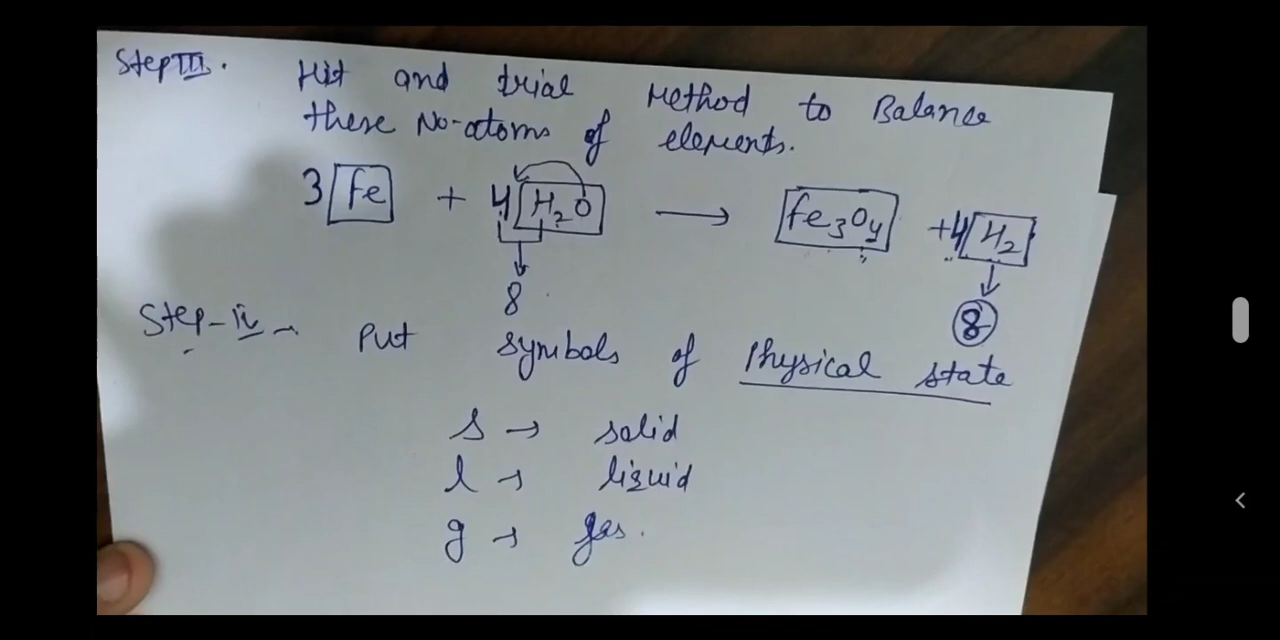 Step III. Hit and trial Method to Balance
these No-atoms of elements.
3 Fe + 4 H2O → Fe3O4 + 4 H2
8
8
Step-iv - Put symbols of Physical state
s → solid
l → liquid
g → gas.